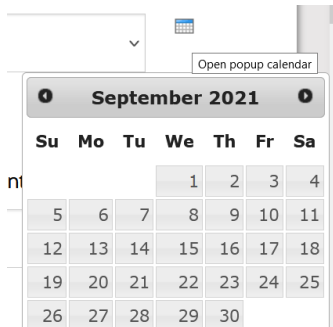 Open popup calendar
September 2021
Su Mo Tu We Th Fr Sa
nt
1 2 3 4
5 6 7 8 9 10 11
12 13 14 15 16 17 18
19 20 21 22 23 24 25
26 27 28 29 30